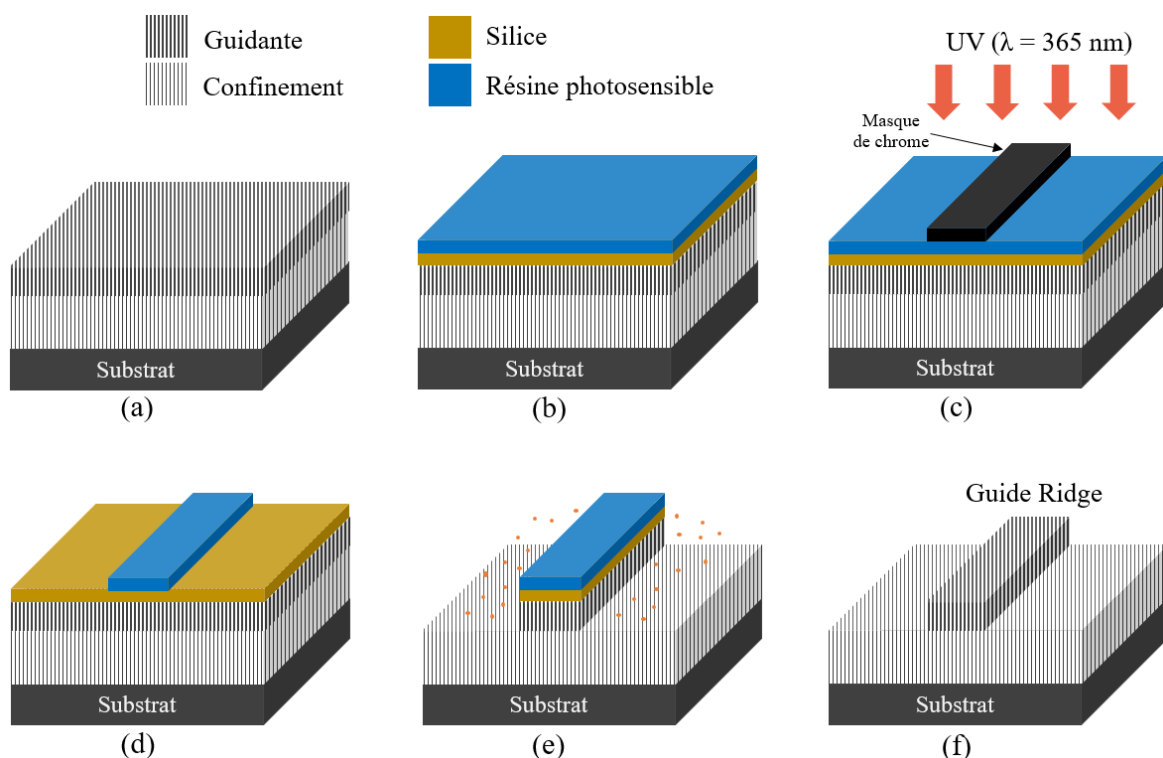 Guidante
Confinement
Silice
Résine photosensible
UV (λ = 365 nm)
Masque
de chrome
Substrat
(a)
Substrat
(b)
Substrat
(c)
Substrat
(d)
Substrat
(e)
Guide Ridge
Substrat
(f)